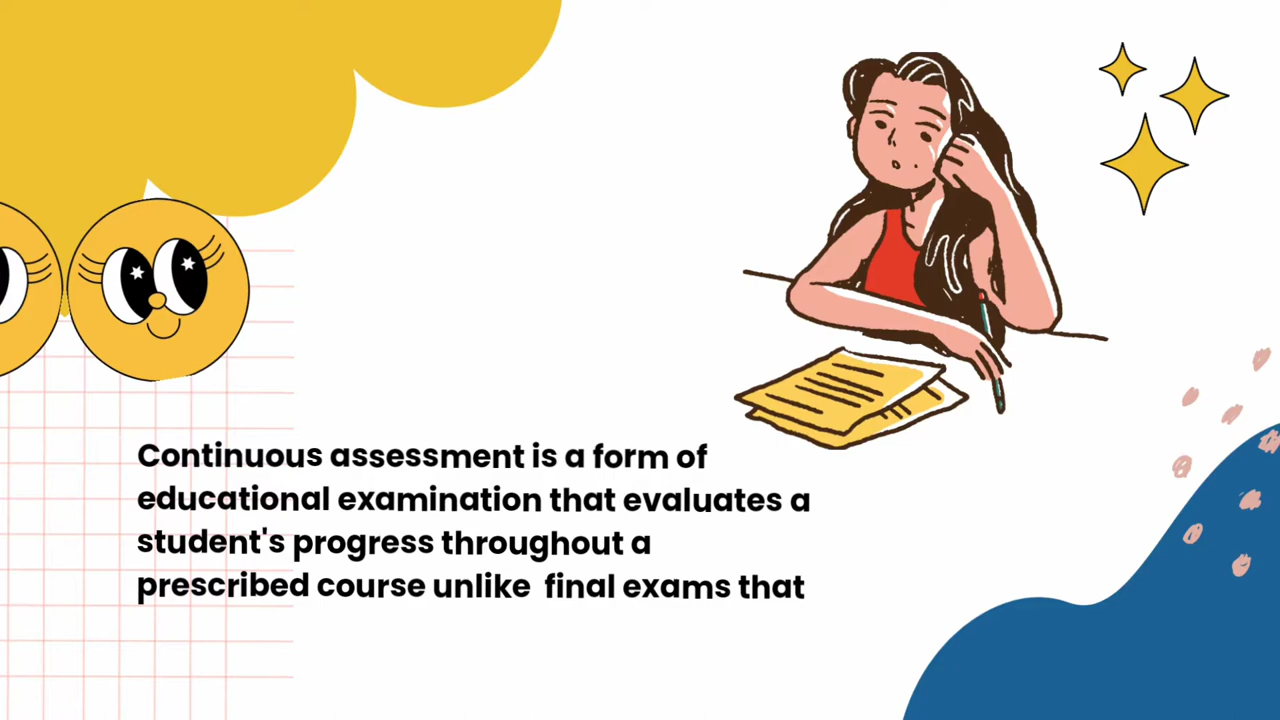 Continuous assessment is a form of
educational examination that evaluates a
student's progress throughout a
prescribed course unlike  final exams that